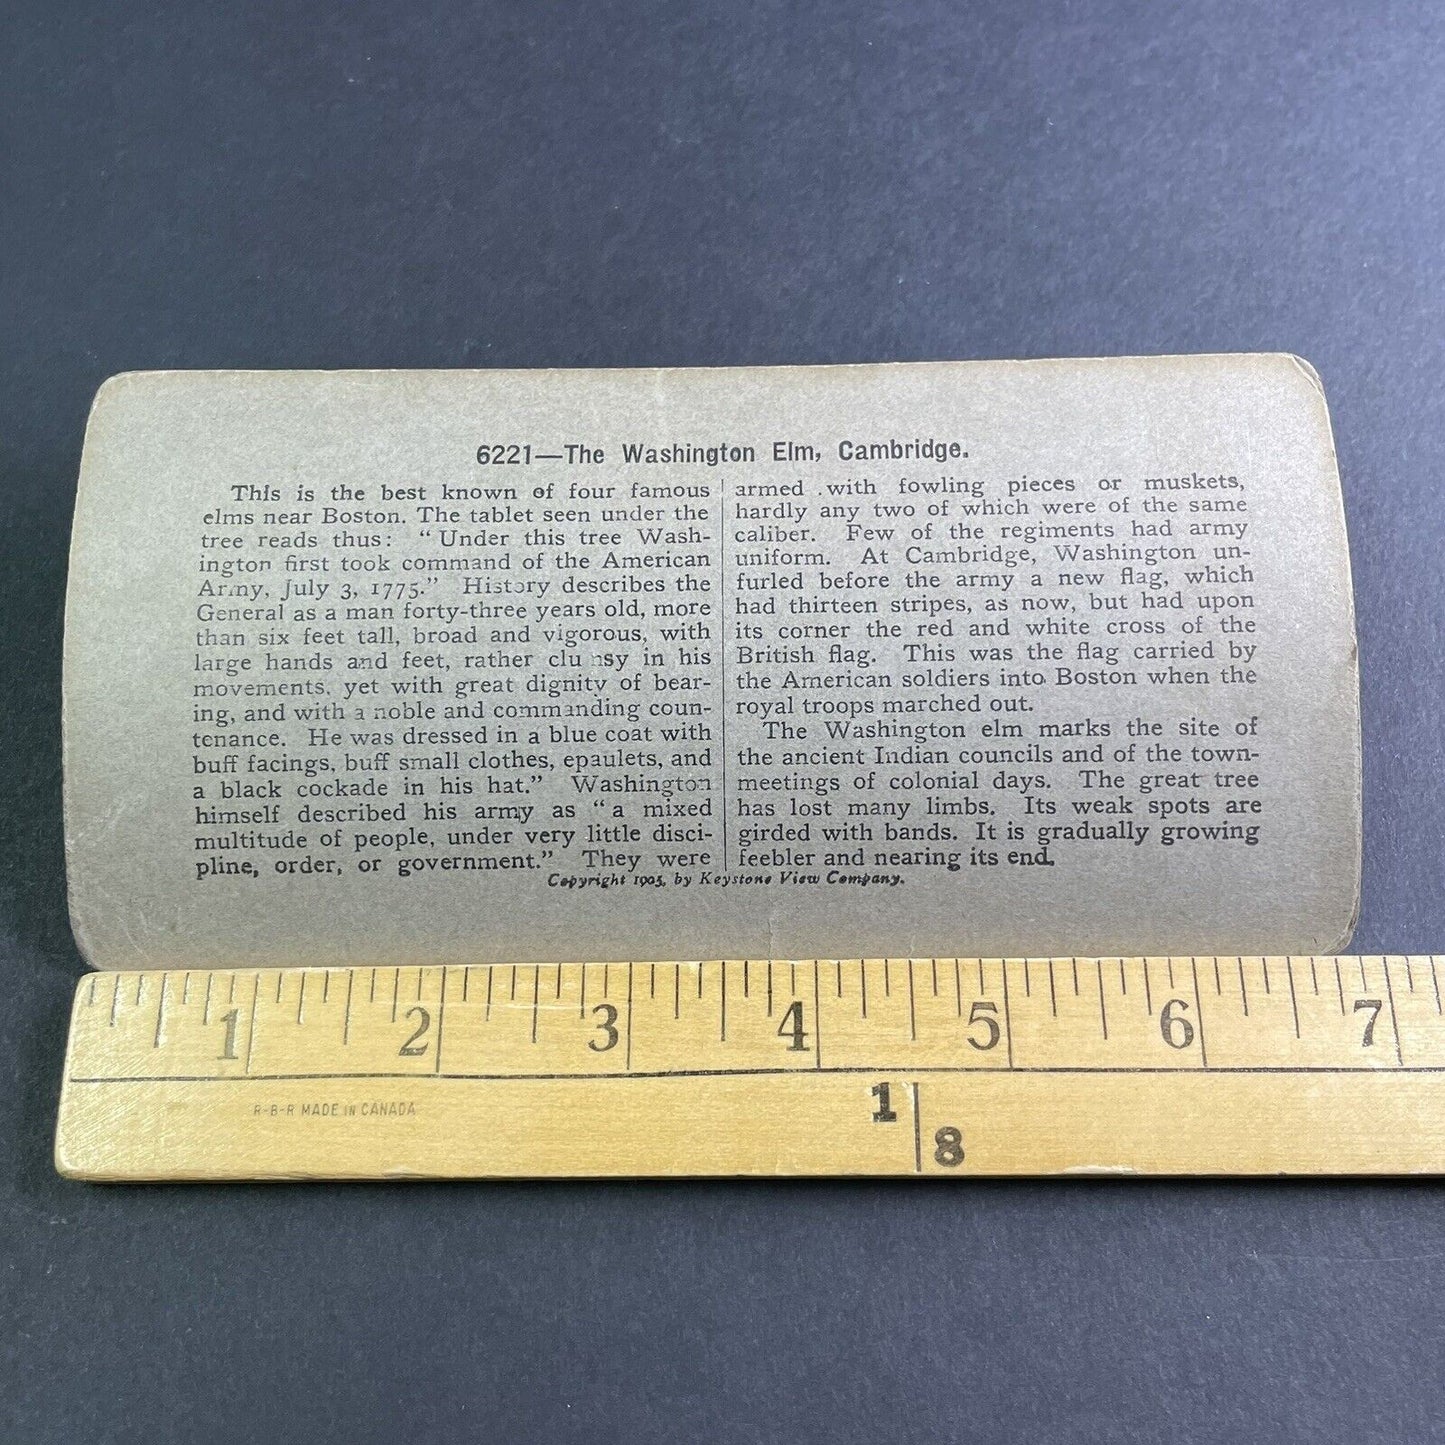 6221—The Washington Elm, Cambridge.
This is the best known of four famous
elms near Boston. The tablet seen under the
tree reads thus: "Under this tree Wash-
ington first took command of the American
Army, July 3, 1775." History describes the
General as a man forty-three years old, more
than six feet tall, broad and vigorous, with
large hands and feet, rather clumsy in his
movements, yet with great dignity of bear-
ing, and with a noble and commanding coun-
tenance. He was dressed in a blue coat with
buff facings, buff small clothes, epaulets, and
a black cockade in his hat." Washington
himself described his army as "a mixed
multitude of people, under very little disci-
pline, order, or government." They were
armed with fowling pieces or muskets,
hardly any two of which were of the same
caliber. Few of the regiments had army
uniform. At Cambridge, Washington un-
furled before the army a new flag, which
had thirteen stripes, as now, but had upon
its corner the red and white cross of the
British flag. This was the flag carried by
the American soldiers into Boston when the
royal troops marched out.
The Washington elm marks the site of
the ancient Indian councils and of the town-
meetings of colonial days. The great tree
has lost many limbs. Its weak spots are
girded with bands. It is gradually growing
feebler and nearing its end.
Copyright 1905, by Keystone View Company.
1 2 3 4 5 6 7
R-B-R MADE IN CANADA
1
8